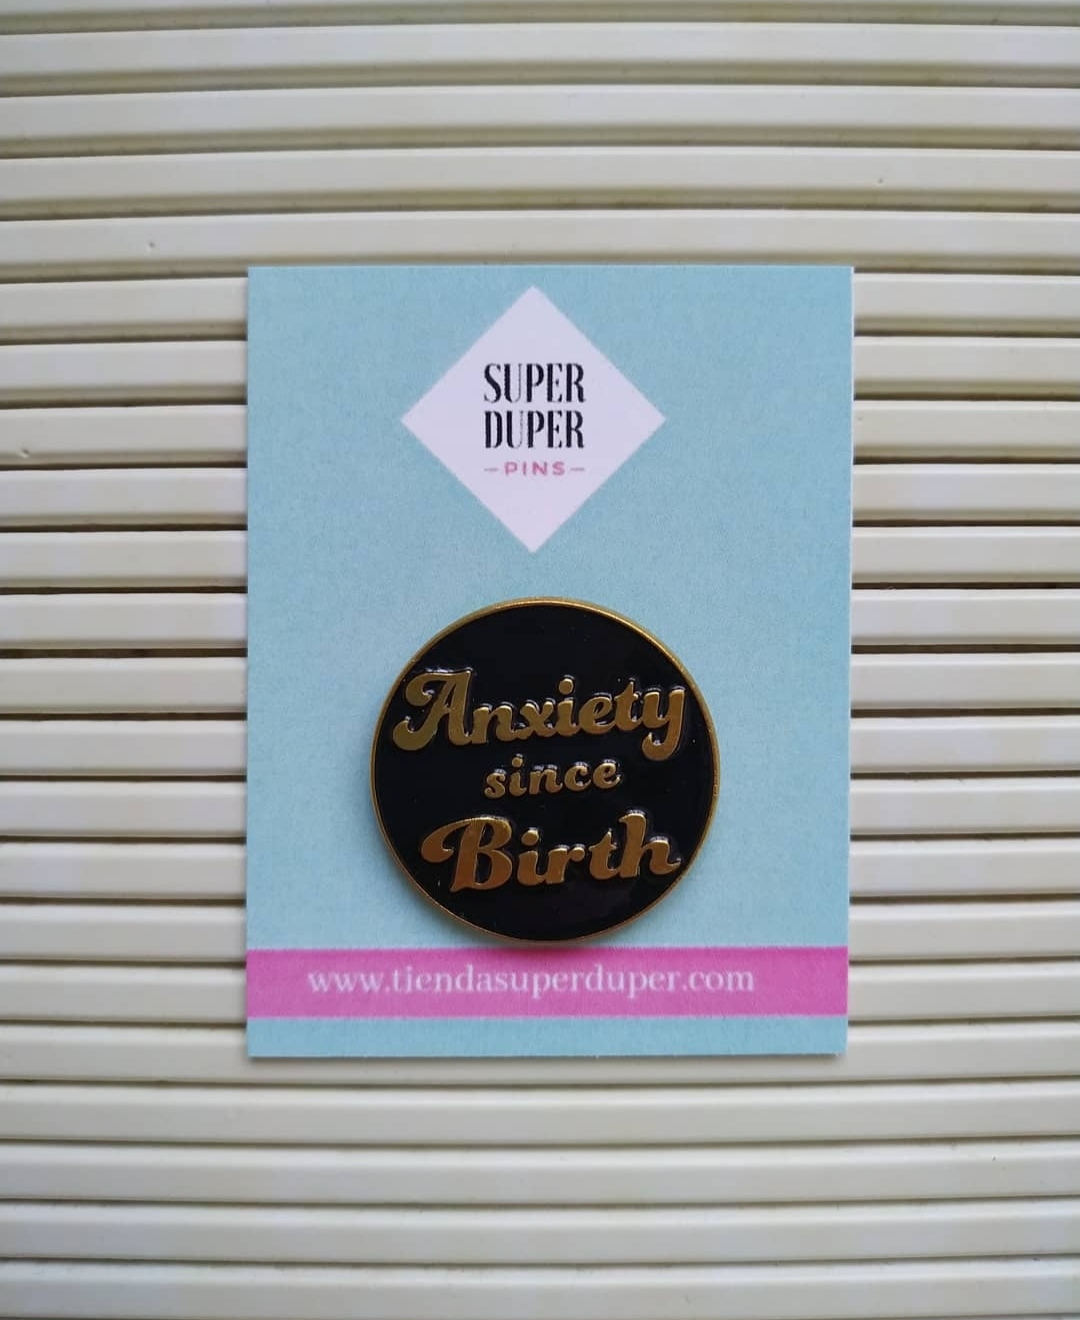 SUPER
DUPER
-PINS-
Anxiety
since
Birth
www.tiendasuperduper.com